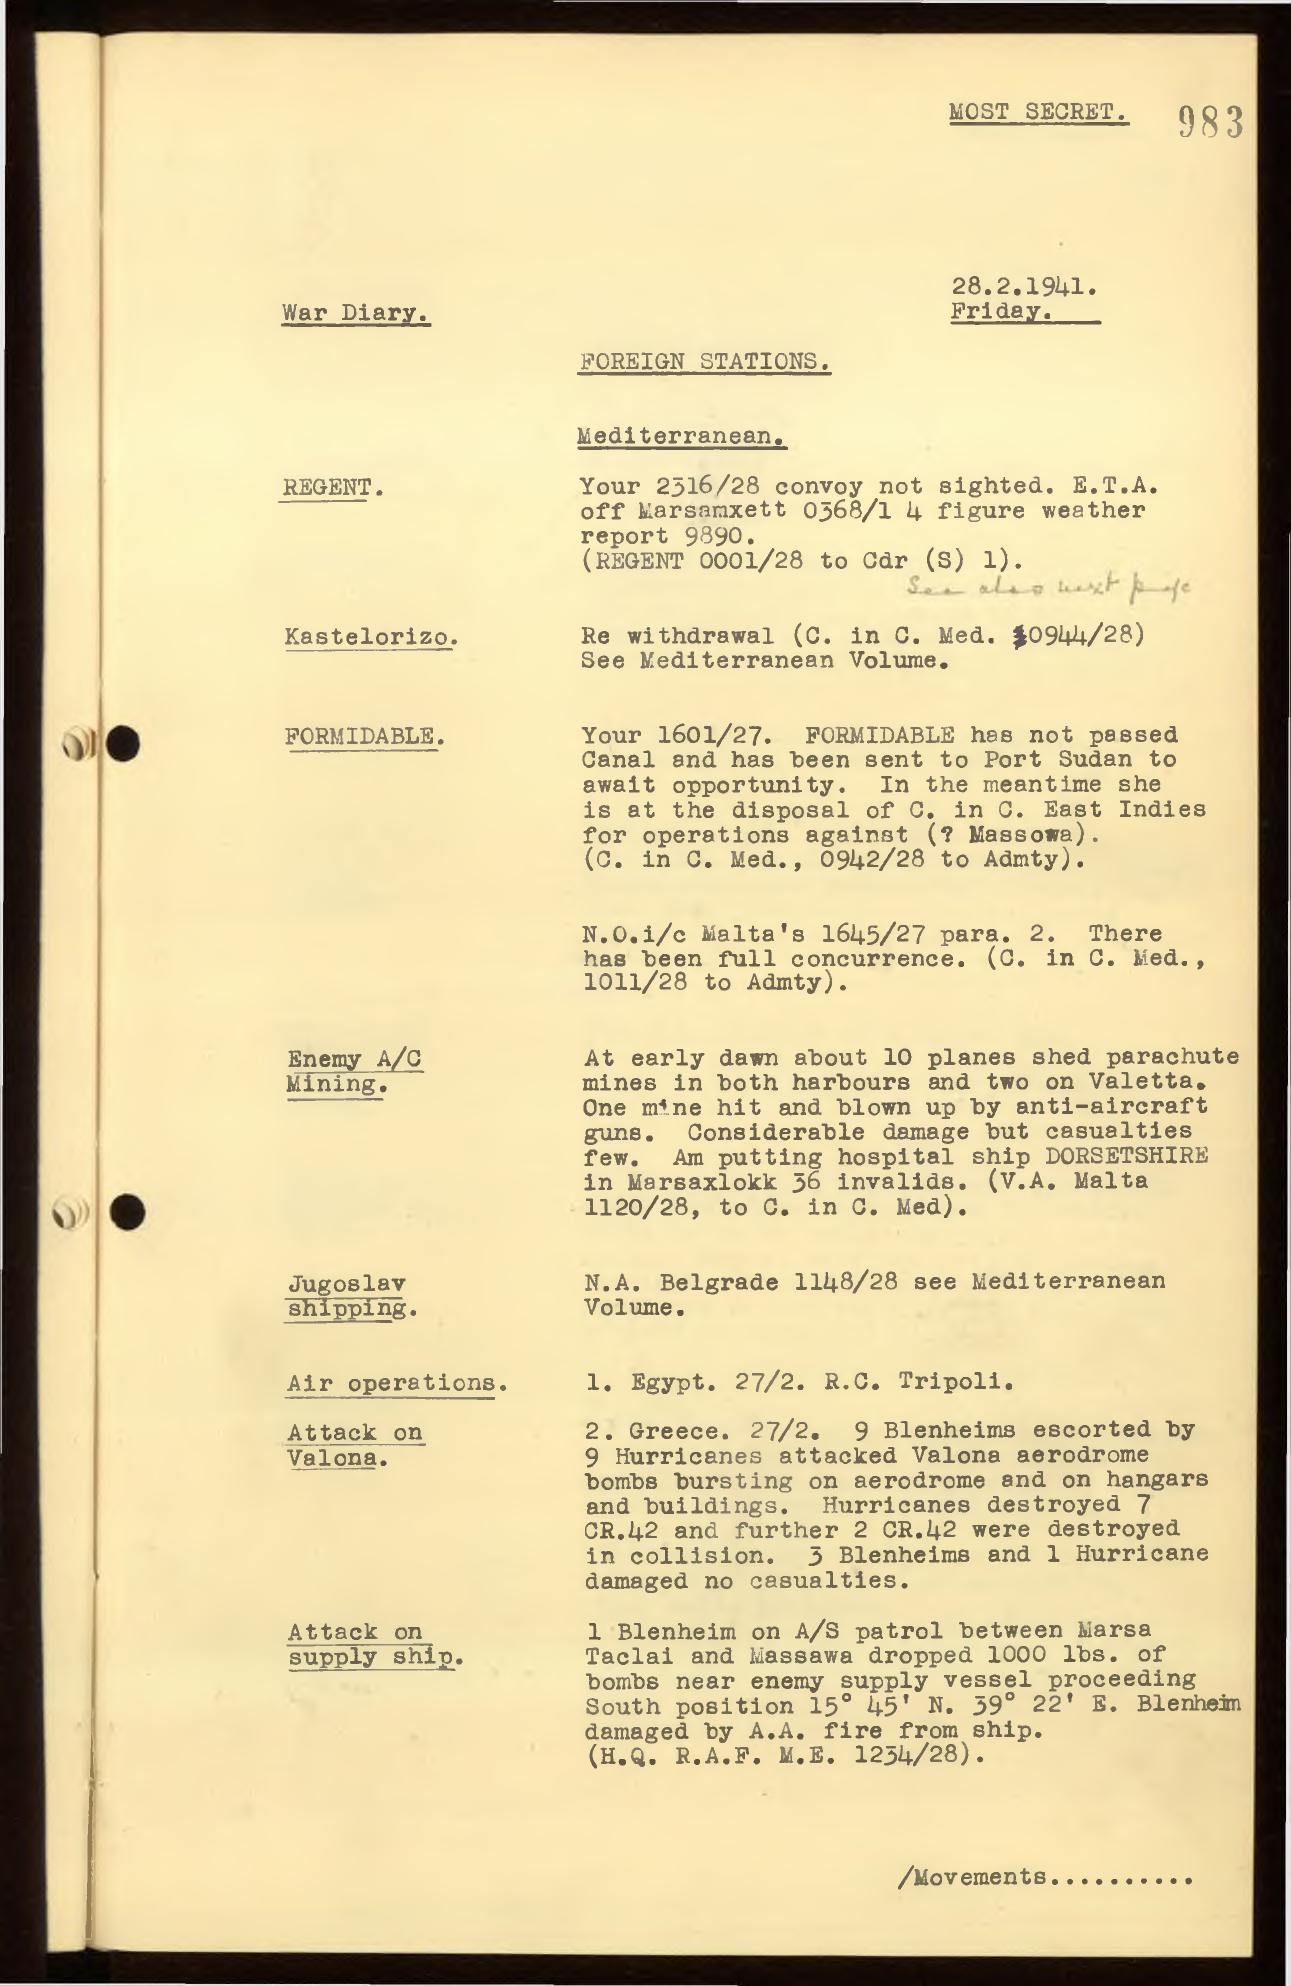 MOST SECRET. 983
28.2.1941.
War Diary. Friday.
FOREIGN STATIONS.
Mediterranean.
REGENT. Your 2316/28 convoy not sighted. E.T.A.
off Marsamxett 0368/1 4 figure weather
report 9890.
(REGENT 0001/28 to Cdr (S) 1).
See also next page
Kastelorizo. Re withdrawal (C. in C. Med. 0944/28)
See Mediterranean Volume.
FORMIDABLE. Your 1601/27. FORMIDABLE has not passed
Canal and has been sent to Port Sudan to
await opportunity. In the meantime she
is at the disposal of C. in C. East Indies
for operations against (? Massowa).
(C. in C. Med., 0942/28 to Admty).
N.O.i/c Malta's 1645/27 para. 2. There
has been full concurrence. (C. in C. Med.,
1011/28 to Admty).
Enemy A/C At early dawn about 10 planes shed parachute
Mining. mines in both harbours and two on Valetta.
One mine hit and blown up by anti-aircraft
guns. Considerable damage but casualties
few. Am putting hospital ship DORSETSHIRE
in Marsaxlokk 36 invalids. (V.A. Malta
1120/28, to C. in C. Med).
Jugoslav N.A. Belgrade 1148/28 see Mediterranean
shipping. Volume.
Air operations. 1. Egypt. 27/2. R.C. Tripoli.
Attack on 2. Greece. 27/2. 9 Blenheims escorted by
Valona. 9 Hurricanes attacked Valona aerodrome
bombs bursting on aerodrome and on hangars
and buildings. Hurricanes destroyed 7
CR.42 and further 2 CR.42 were destroyed
in collision. 3 Blenheims and 1 Hurricane
damaged no casualties.
Attack on 1 Blenheim on A/S patrol between Marsa
supply ship. Taclai and Massawa dropped 1000 lbs. of
bombs near enemy supply vessel proceeding
South position 15° 45' N. 39° 22' E. Blenheim
damaged by A.A. fire from ship.
(H.Q. R.A.F. M.E. 1234/28).
/Movements..........